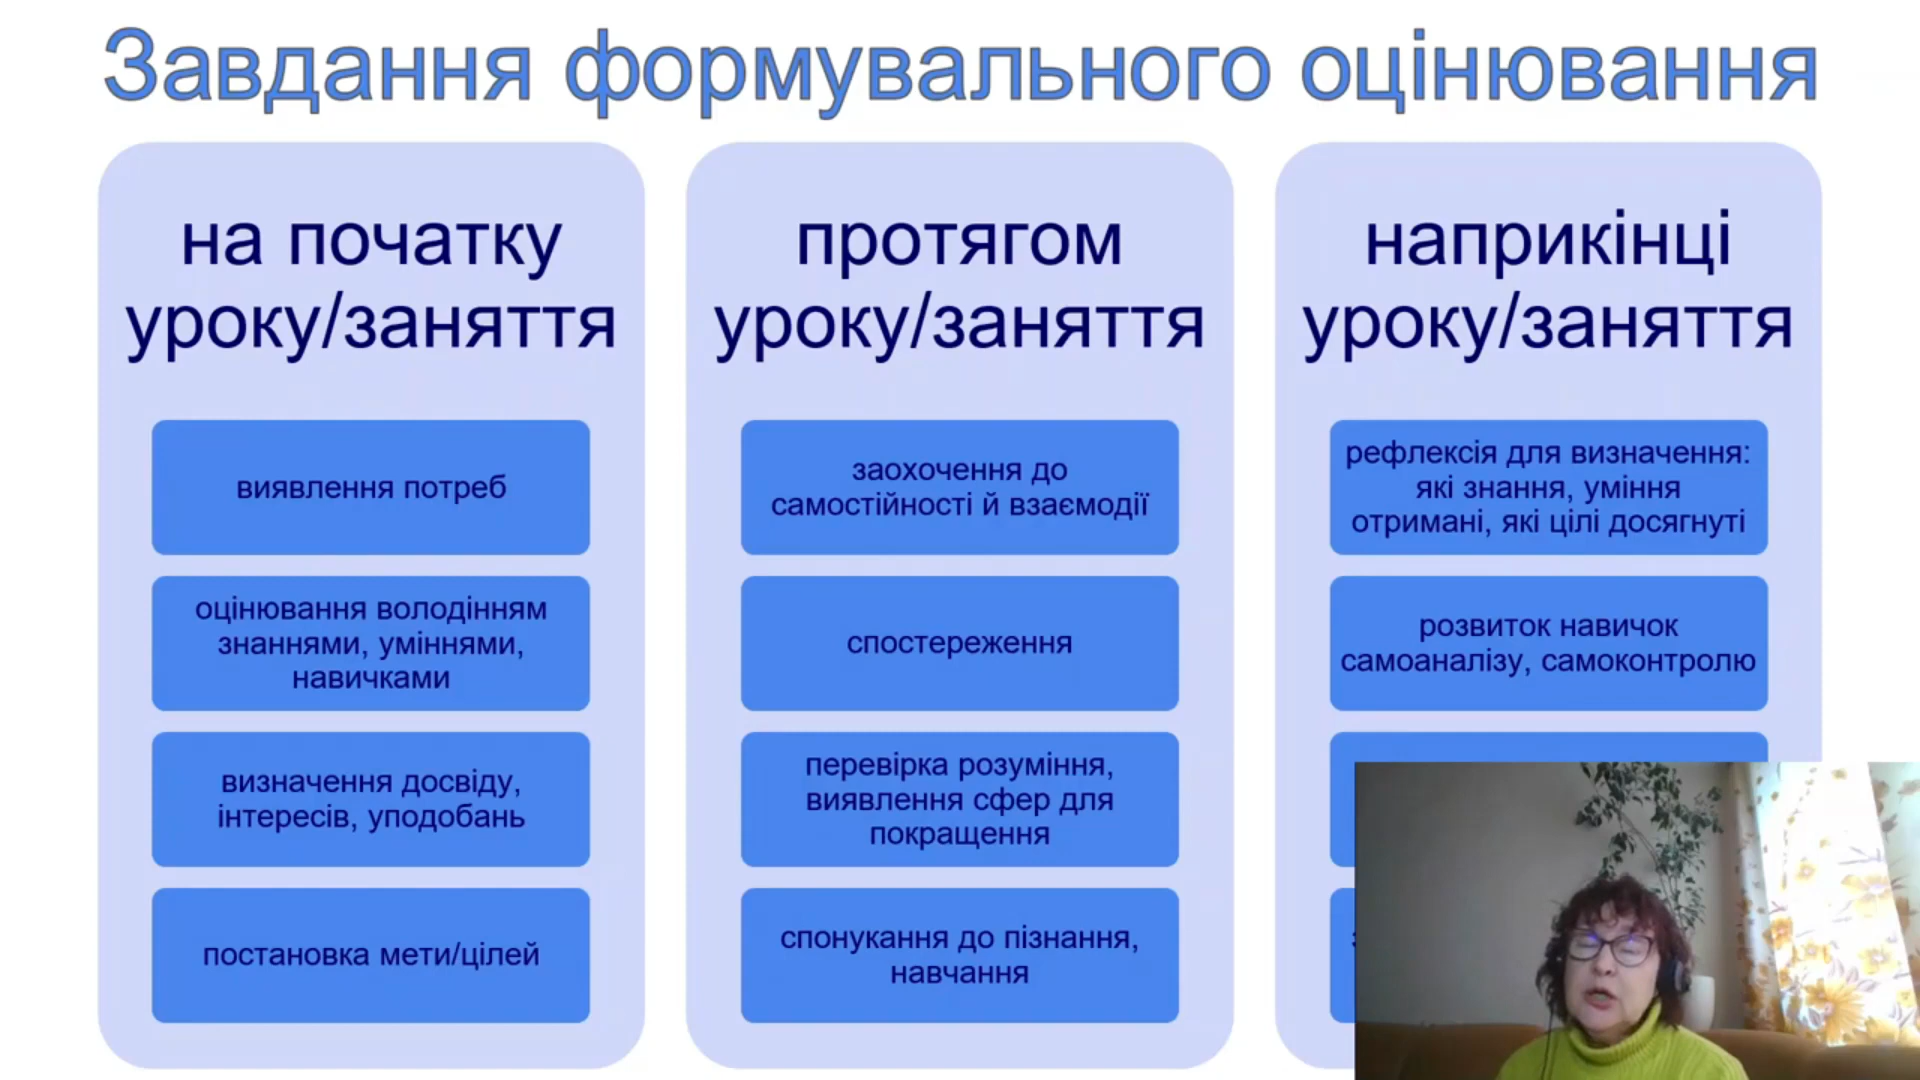 Завдання формувального оцінювання
на початку
уроку/заняття
виявлення потреб
оцінювання володінням
знаннями, уміннями,
навичками
визначення досвіду,
інтересів, уподобань
постановка мети/цілей
протягом
уроку/заняття
заохочення до
самостійності й взаємодії
спостереження
перевірка розуміння,
виявлення сфер для
покращення
спонукання до пізнання,
навчання
наприкінці
уроку/заняття
рефлексія для визначення:
які знання, уміння
отримані, які цілі досягнуті
розвиток навичок
самоаналізу, самоконтролю